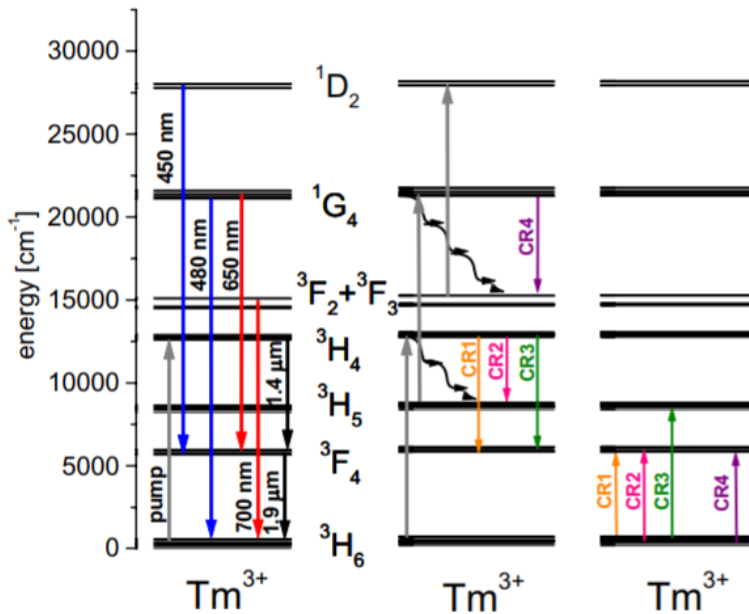 energy [cm⁻¹]
30000
25000
20000
15000
10000
5000
0
450 nm
480 nm
650 nm
700 nm
1.4 μm
1.9 μm
pump
¹D₂
¹G₄
³F₂+³F₃
³H₄
³H₅
³F₄
³H₆
CR4
CR1
CR2
CR3
CR1
CR2
CR3
CR4
Tm³⁺
Tm³⁺
Tm³⁺